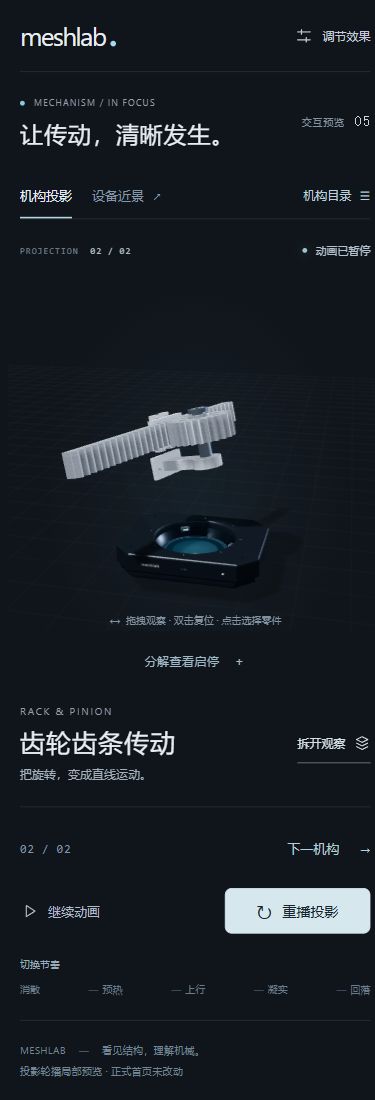 meshlab.
调节效果
MECHANISM / IN FOCUS
让传动，清晰发生。
交互预览 05
机构投影 设备近景 ↗
机构目录 ☰
PROJECTION 02 / 02
动画已暂停
↔ 拖拽观察 · 双击复位 · 点击选择零件
分解查看启停 +
RACK & PINION
齿轮齿条传动
拆开观察
把旋转，变成直线运动。
02 / 02
下一机构 →
继续动画
重播投影
切换节奏
消散 — 预热 — 上行 — 凝实 — 回落
MESHLAB — 看见结构，理解机械。
投影轮播局部预览 · 正式首页未改动